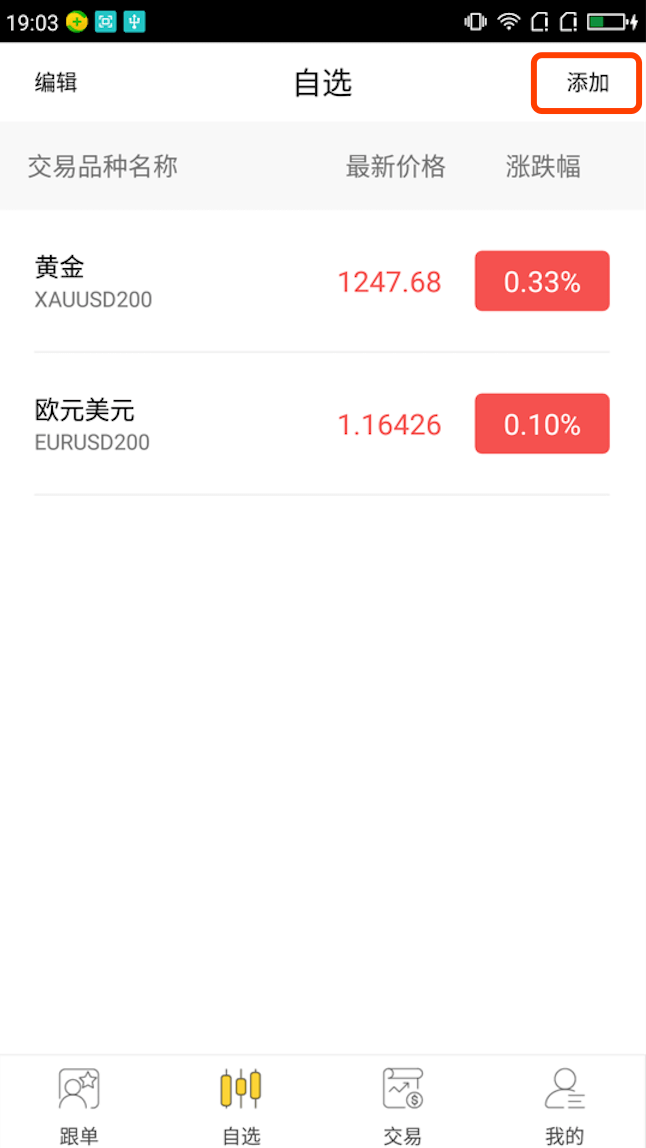 19:03
编辑 自选 添加
交易品种名称 最新价格 涨跌幅
黄金
XAUUSD200
1247.68 0.33%
欧元美元
EURUSD200
1.16426 0.10%
跟单 自选 交易 我的